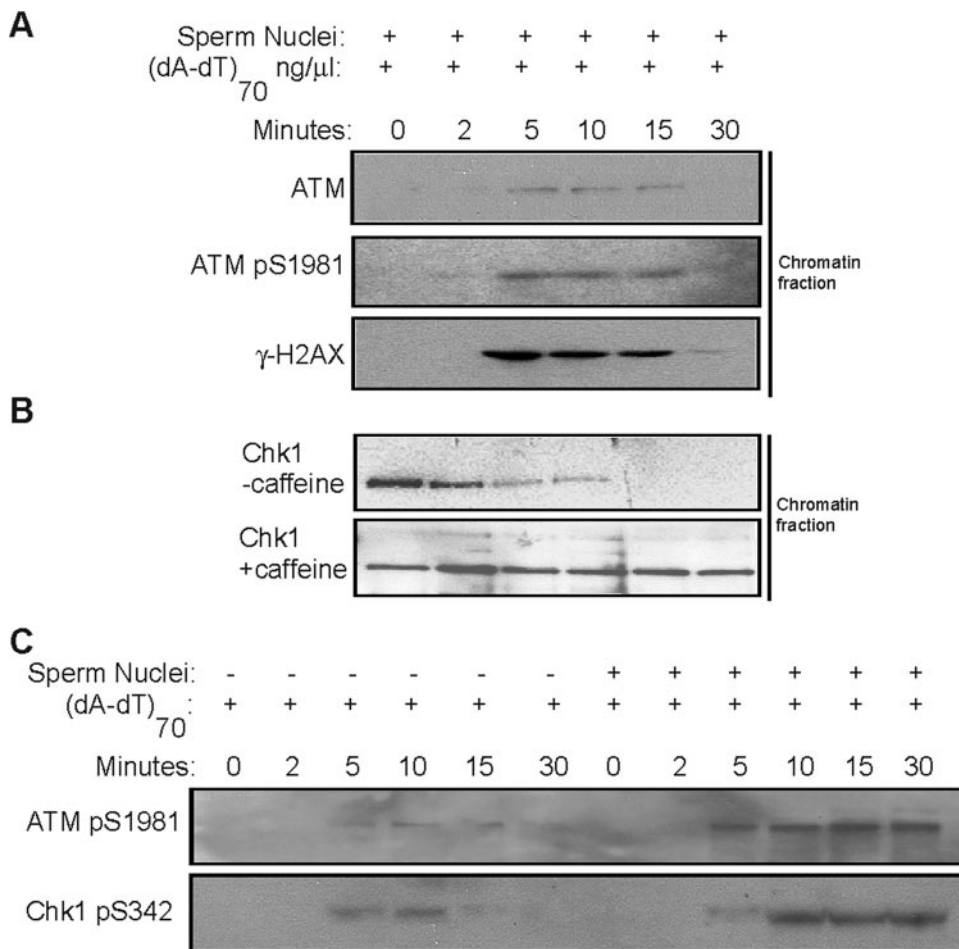 A
Sperm Nuclei: + + + + + +
(dA-dT)70 ng/µl: + + + + + +
Minutes: 0 2 5 10 15 30
ATM
ATM pS1981
γ-H2AX
Chromatin
fraction
B
Chk1
-caffeine
Chk1
+caffeine
Chromatin
fraction
C
Sperm Nuclei: - - - - - - + + + + + +
(dA-dT)70 : + + + + + + + + + + + +
Minutes: 0 2 5 10 15 30 0 2 5 10 15 30
ATM pS1981
Chk1 pS342